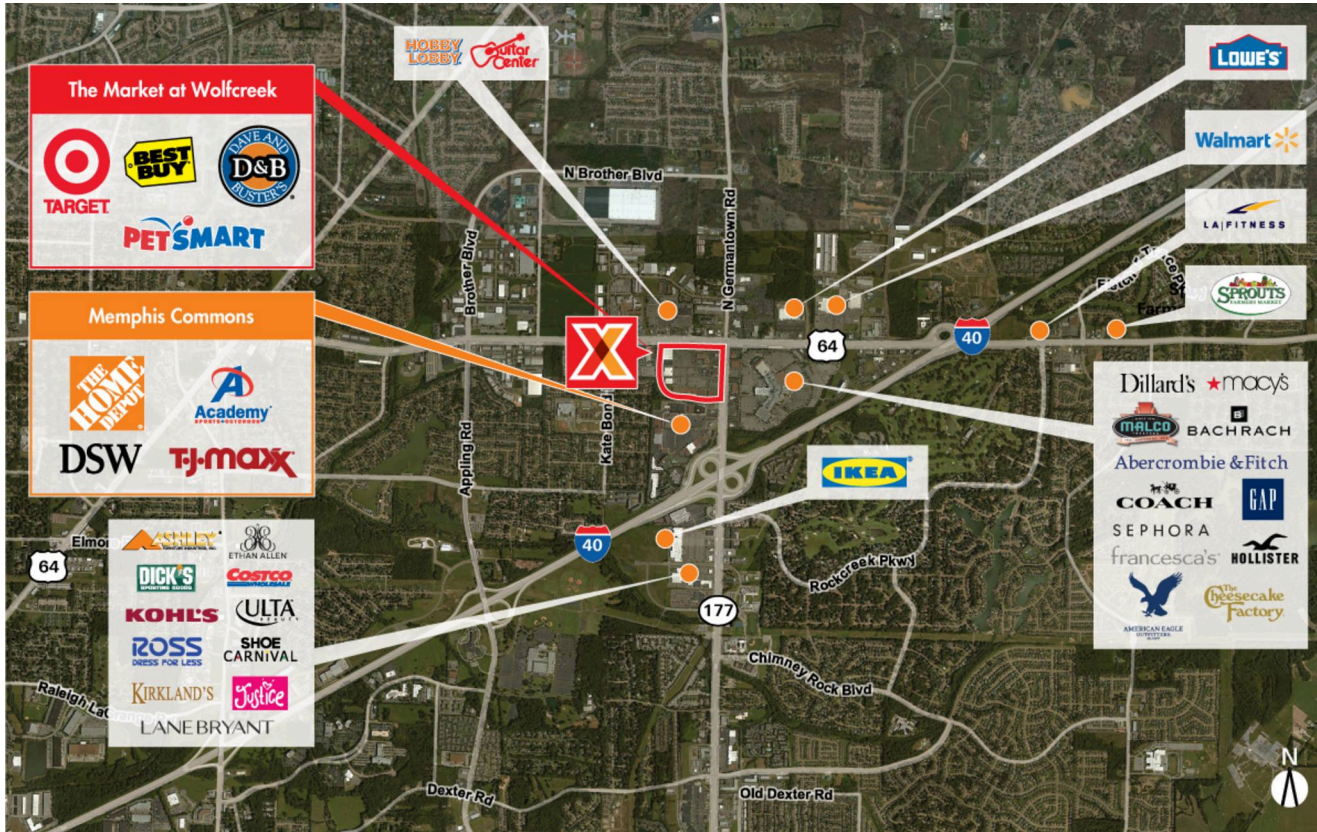 HOBBY LOBBY
Guitar Center
LOWE'S
The Market at Wolfcreek
TARGET
BEST BUY
DAVE AND BUSTER'S
D&B
PETSMART
Walmart
N Brother Blvd
N Germantown Rd
LA|FITNESS
Brother Blvd
SPROUTS
FARMERS MARKET
Memphis Commons
THE HOME DEPOT
Academy
SPORTS+OUTDOORS
DSW
T·J·maxx
X
64
40
Kate Bond
Appling Rd
Dillard's
macy's
MALCO
B
BACHRACH
Abercrombie & Fitch
COACH
GAP
SEPHORA
francesca's
HOLLISTER
AMERICAN EAGLE
OUTFITTERS
The Cheesecake Factory
IKEA
40
64
ASHLEY
ETHAN ALLEN
DICK'S
SPORTING GOODS
COSTCO
WHOLESALE
KOHL'S
ULTA
BEAUTY
ROSS
DRESS FOR LESS
SHOE CARNIVAL
KIRKLAND'S
Justice
LANE BRYANT
Rockcreek Pkwy
177
Chimney Rock Blvd
Dexter Rd
Old Dexter Rd
N